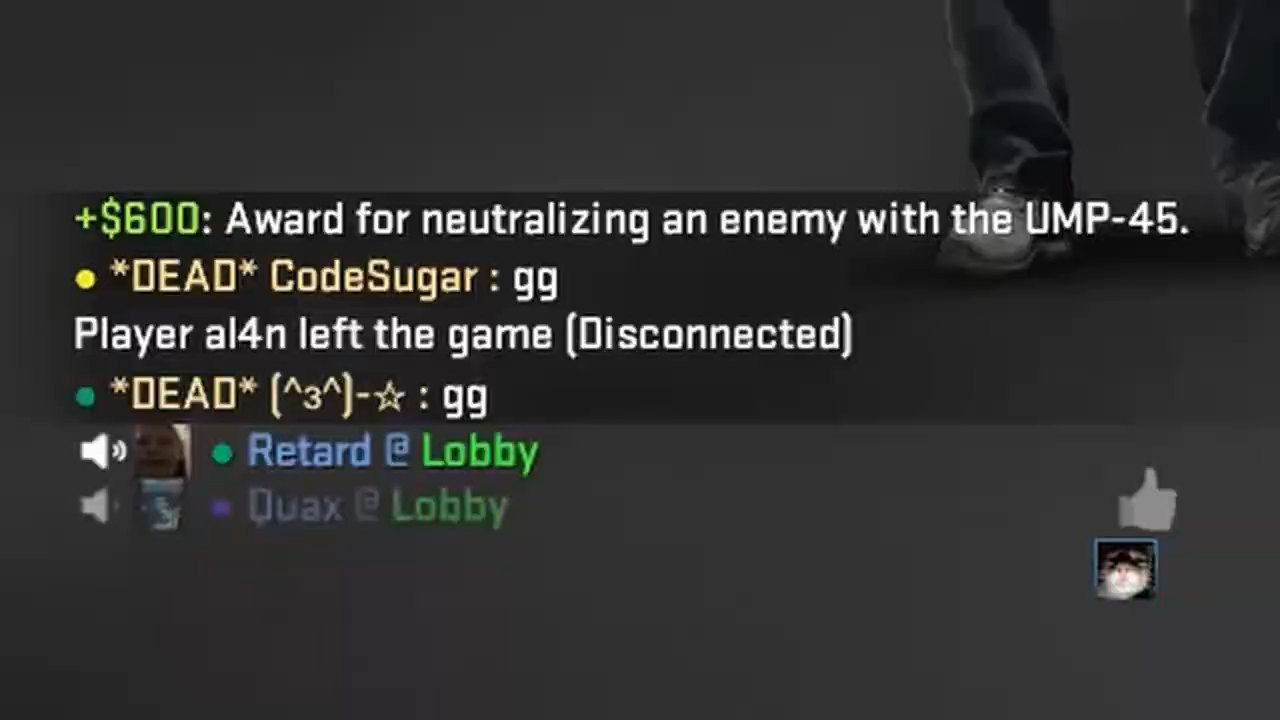 +$600: Award for neutralizing an enemy with the UMP-45.
*DEAD* CodeSugar : gg
Player al4n left the game (Disconnected)
*DEAD* (^з^)-☆ : gg
Retard @ Lobby
Quax @ Lobby